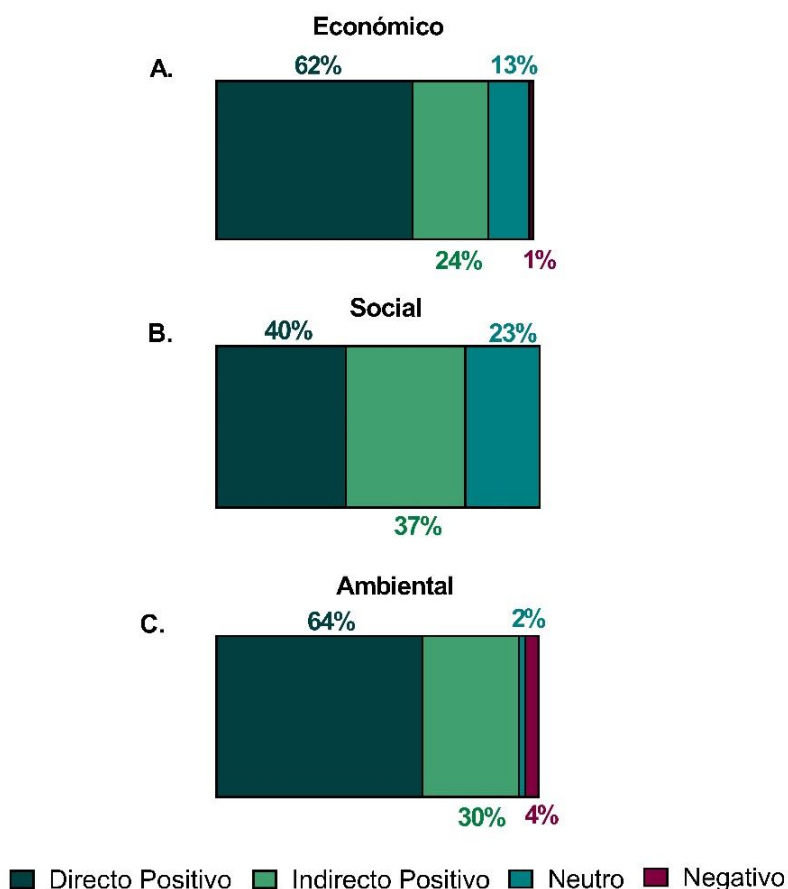 Económico
A.
62% 13%
24% 1%
Social
B.
40% 23%
37%
Ambiental
C.
64% 2%
30% 4%
Directo Positivo Indirecto Positivo Neutro Negativo